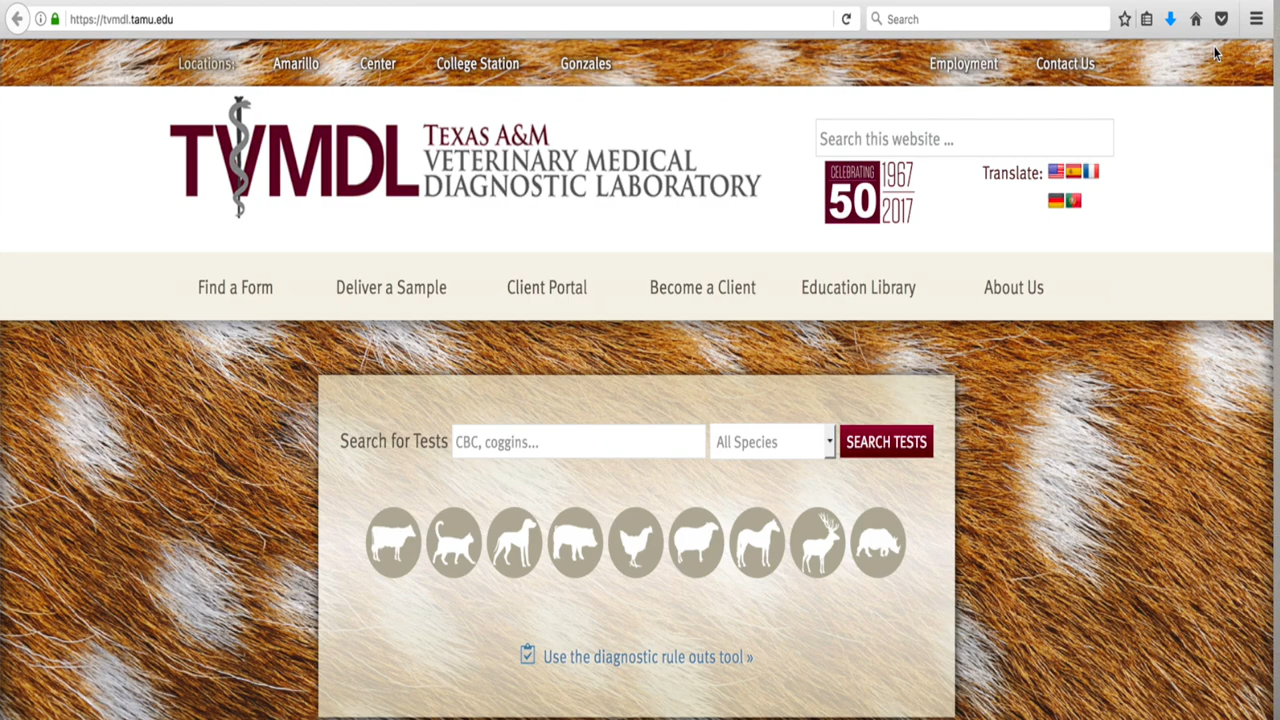 https://tvmdl.tamu.edu
Search
Locations: Amarillo Center College Station Gonzales Employment Contact Us
TVMDL
TEXAS A&M
VETERINARY MEDICAL
DIAGNOSTIC LABORATORY
Search this website ...
CELEBRATING
50
1967
2017
Translate:
Find a Form Deliver a Sample Client Portal Become a Client Education Library About Us
Search for Tests CBC, coggins... All Species SEARCH TESTS
Use the diagnostic rule outs tool »